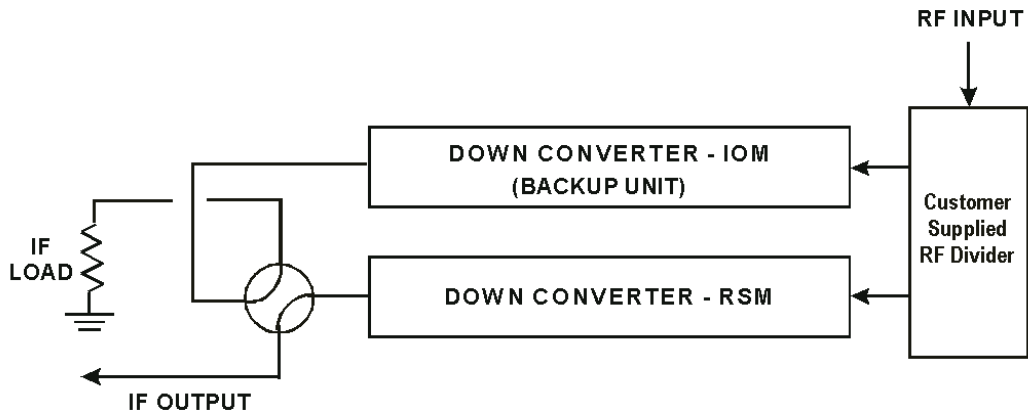 RF INPUT
DOWN CONVERTER - IOM
(BACKUP UNIT)
Customer
Supplied
RF Divider
IF
LOAD
DOWN CONVERTER - RSM
IF OUTPUT